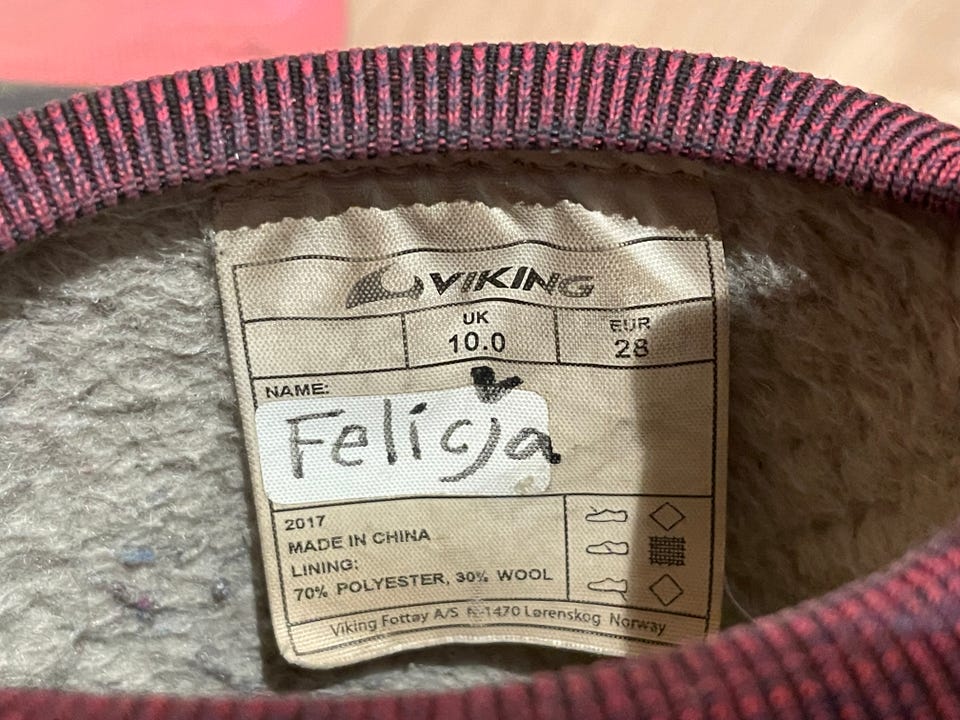 VIKING
UK EUR
10.0 28
NAME:
Felicja
2017
MADE IN CHINA
LINING:
70% POLYESTER, 30% WOOL
Viking Fottøy A/S N-1470 Lørenskog Norway